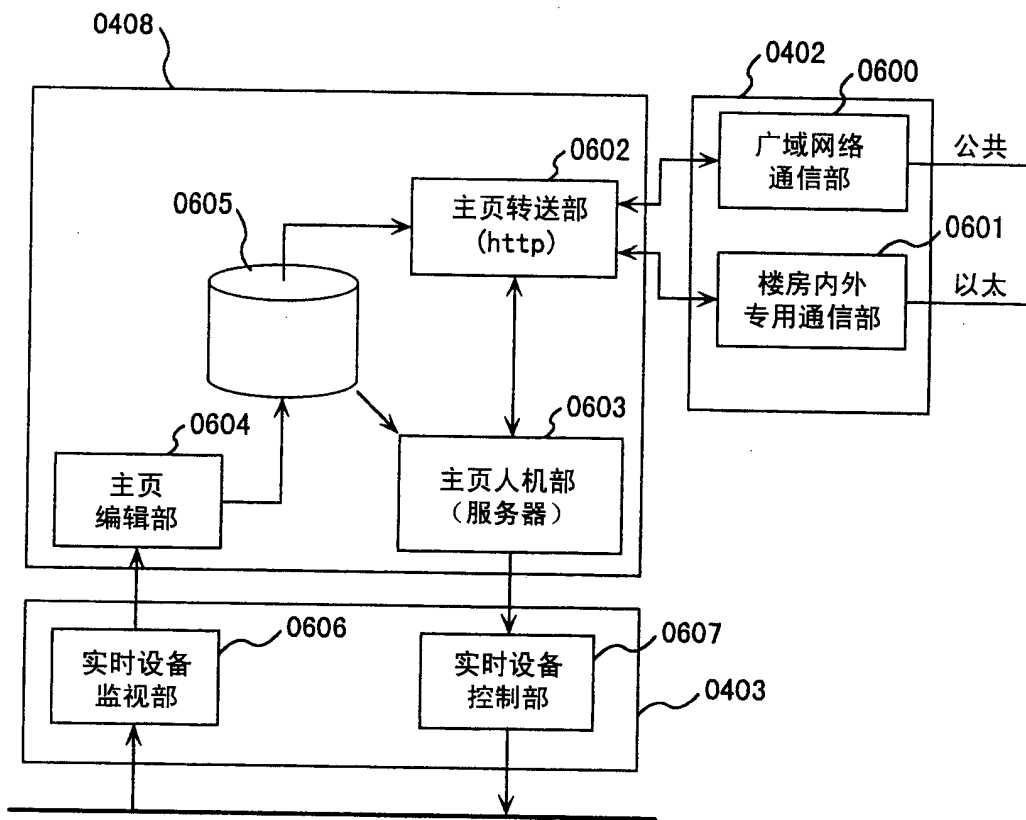 0408
0402
0600
广域网络
通信部
公共
0602
主页转送部
(http)
0605
0601
楼房内外
专用通信部
以太
0603
主页人机部
(服务器)
0604
主页
编辑部
0606
实时设备
监视部
0607
实时设备
控制部
0403